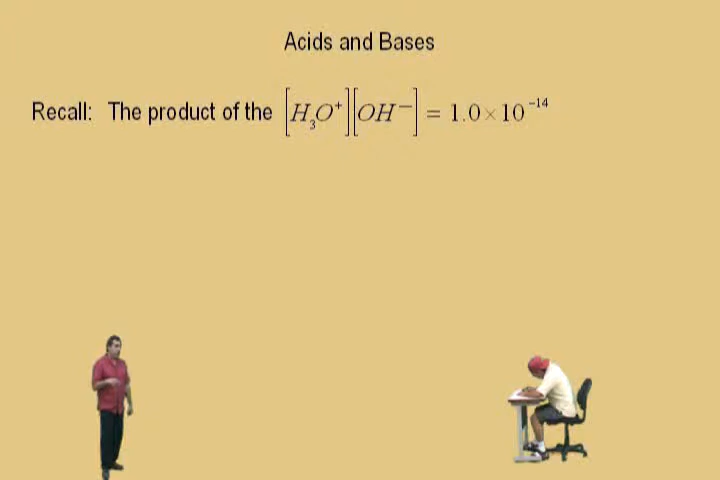 Acids and Bases
Recall: The product of the [H₃O⁺][OH⁻] = 1.0×10⁻¹⁴